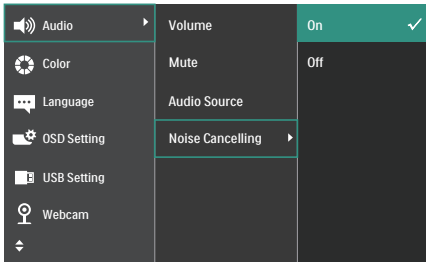 Audio
Color
Language
OSD Setting
USB Setting
Webcam
Volume
Mute
Audio Source
Noise Cancelling
On
Off